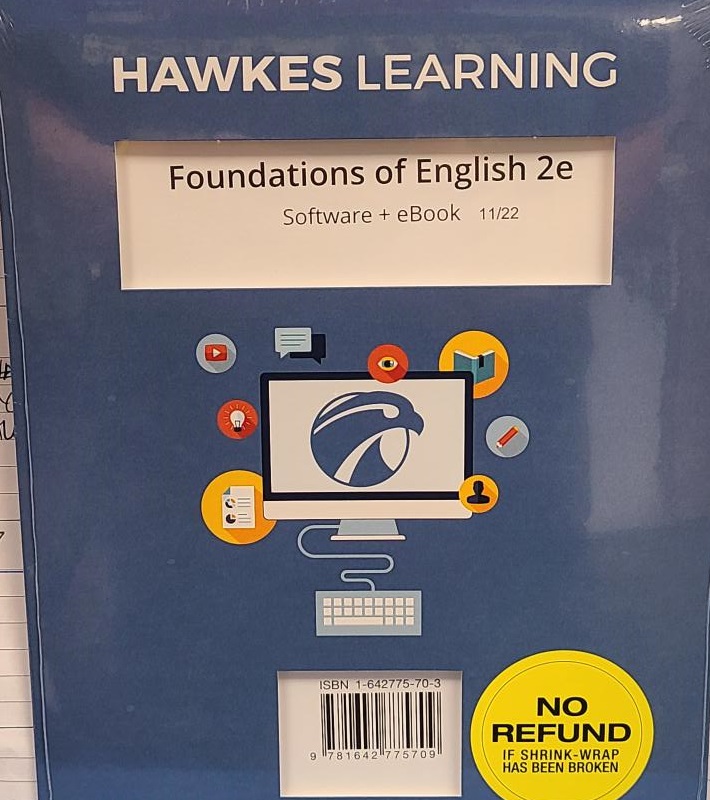 HAWKES LEARNING
Foundations of English 2e
Software + eBook 11/22
ISBN 1-642775-70-3
9 781642 775709
NO
REFUND
IF SHRINK-WRAP
HAS BEEN BROKEN